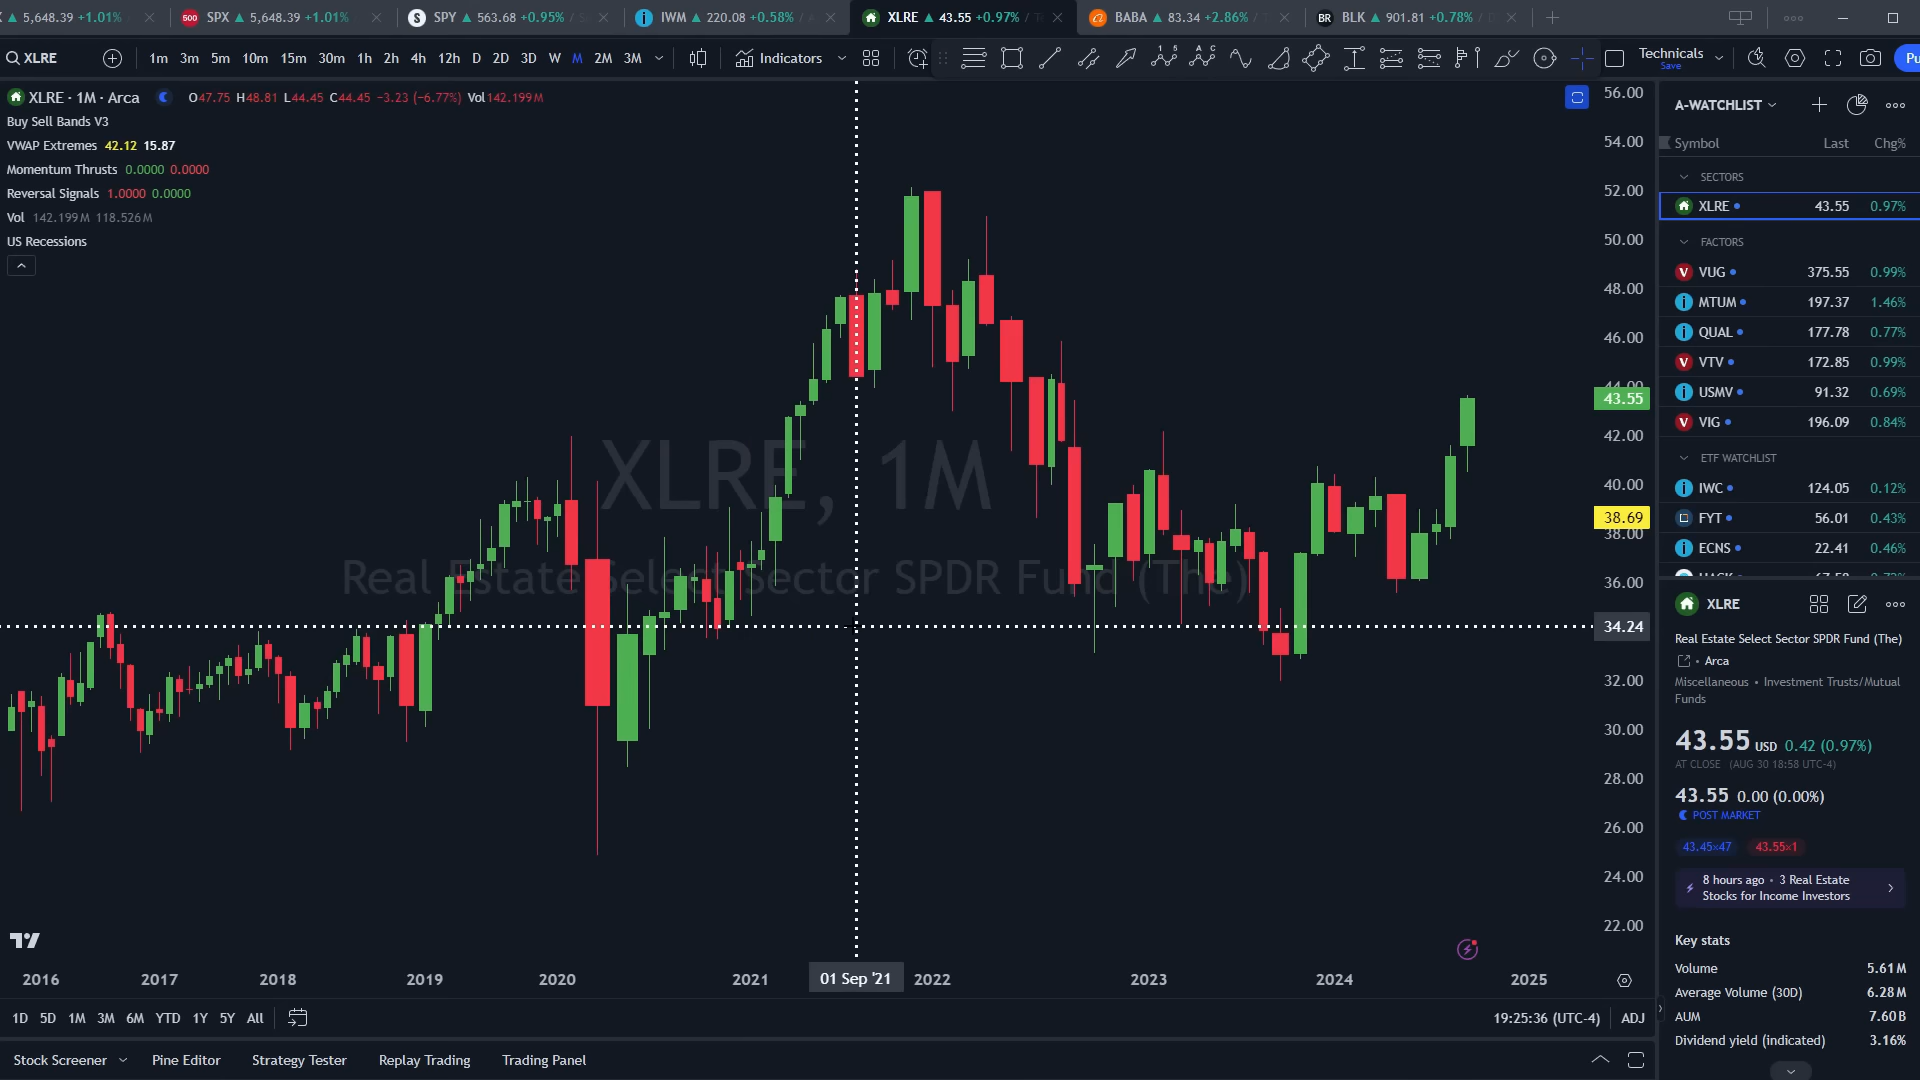 5,648.39 +1.01%
500 SPX 5,648.39 +1.01%
S SPY 563.68 +0.95%
i IWM 220.08 +0.58%
XLRE 43.55 +0.97%
BABA 83.34 +2.86%
BR BLK 901.81 +0.78%
XLRE
1m 3m 5m 10m 15m 30m 1h 2h 4h 12h D 2D 3D W M 2M 3M
Indicators
Technicals
Save
XLRE · 1M · Arca O47.75 H48.81 L44.45 C44.45 −3.23 (−6.77%) Vol142.199M
Buy Sell Bands V3
VWAP Extremes 42.12 15.87
Momentum Thrusts 0.0000 0.0000
Reversal Signals 1.0000 0.0000
Vol 142.199M 118.526M
US Recessions
XLRE, 1M
Real Estate Select Sector SPDR Fund (The)
56.00
54.00
52.00
50.00
48.00
46.00
44.00
43.55
42.00
40.00
38.69
38.00
36.00
34.24
32.00
30.00
28.00
26.00
24.00
22.00
2016 2017 2018 2019 2020 2021 01 Sep '21 2022 2023 2024 2025
1D 5D 1M 3M 6M YTD 1Y 5Y All
19:25:36 (UTC-4) ADJ
Stock Screener Pine Editor Strategy Tester Replay Trading Trading Panel
A-WATCHLIST
Symbol Last Chg%
SECTORS
XLRE 43.55 0.97%
FACTORS
V VUG 375.55 0.99%
i MTUM 197.37 1.46%
i QUAL 177.78 0.77%
V VTV 172.85 0.99%
i USMV 91.32 0.69%
V VIG 196.09 0.84%
ETF WATCHLIST
i IWC 124.05 0.12%
FYT 56.01 0.43%
i ECNS 22.41 0.46%
XLRE
Real Estate Select Sector SPDR Fund (The)
• Arca
Miscellaneous • Investment Trusts/Mutual
Funds
43.55 USD 0.42 (0.97%)
AT CLOSE (AUG 30 18:58 UTC-4)
43.55 0.00 (0.00%)
POST MARKET
43.45×47 43.55×1
8 hours ago • 3 Real Estate
Stocks for Income Investors
Key stats
Volume 5.61M
Average Volume (30D) 6.28M
AUM 7.60B
Dividend yield (indicated) 3.16%